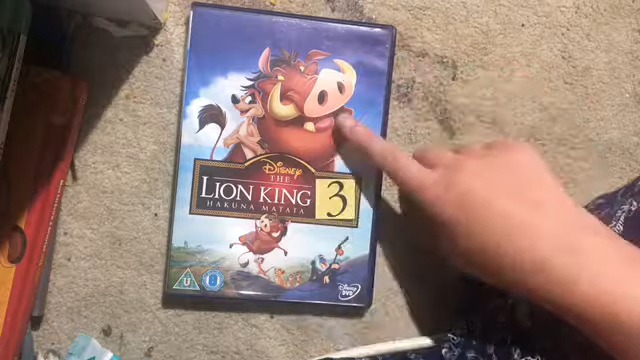 Disney
THE
LION KING 3
HAKUNA MATATA
U
U
Disney
DVD